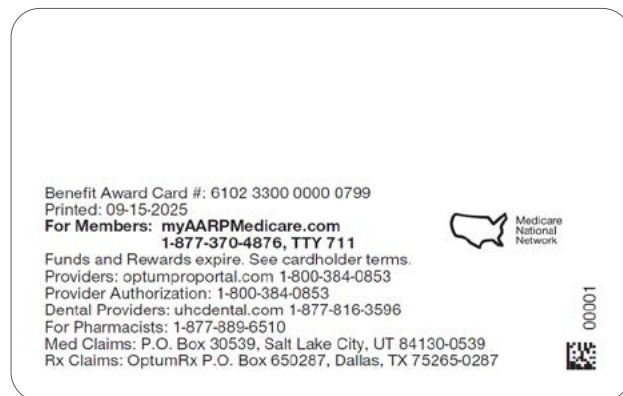 Benefit Award Card #: 6102 3300 0000 0799
Printed: 09-15-2025
For Members: myAARPMedicare.com
1-877-370-4876, TTY 711
Funds and Rewards expire. See cardholder terms.
Providers: optumproportal.com 1-800-384-0853
Provider Authorization: 1-800-384-0853
Dental Providers: uhcdental.com 1-877-816-3596
For Pharmacists: 1-877-889-6510
Med Claims: P.O. Box 30539, Salt Lake City, UT 84130-0539
Rx Claims: OptumRx P.O. Box 650287, Dallas, TX 75265-0287
Medicare
National
Network
00001